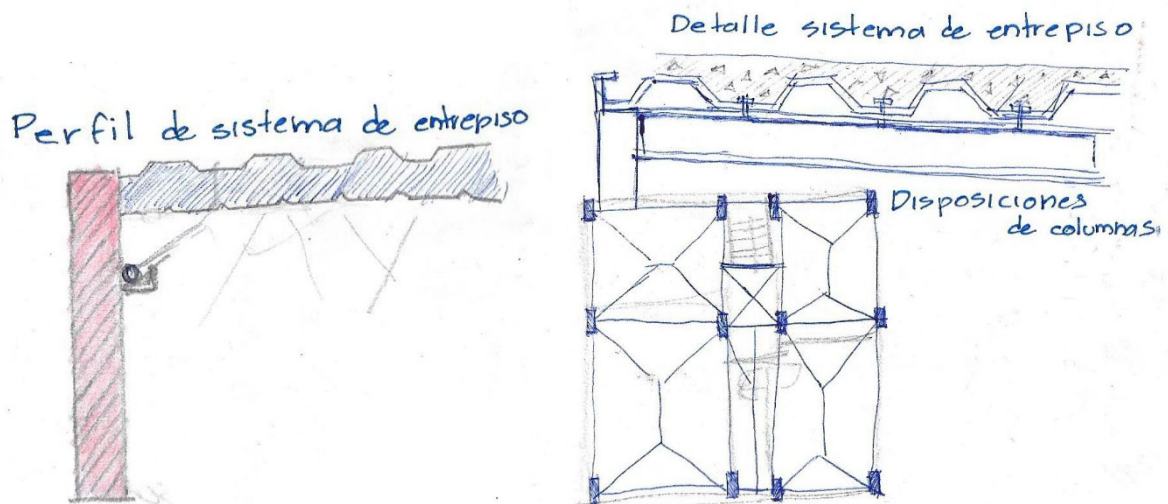 Perfil de sistema de entrepiso
Detalle sistema de entrepiso
Disposiciones
de columnas